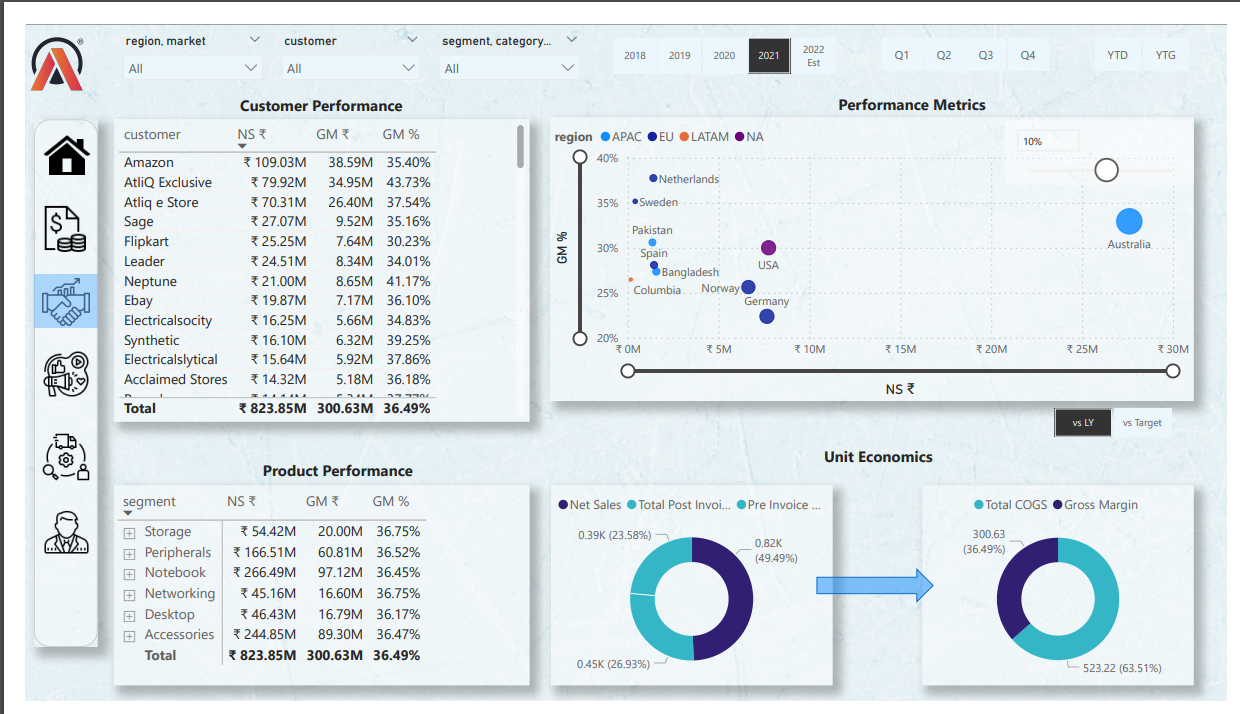 region, market
customer
segment, category...
All
All
All
2018
2019
2020
2021
2022
Est
Q1
Q2
Q3
Q4
YTD
YTG
Customer Performance
customer NS ₹ GM ₹ GM %
Amazon ₹ 109.03M 38.59M 35.40%
AtliQ Exclusive ₹ 79.92M 34.95M 43.73%
Atliq e Store ₹ 70.31M 26.40M 37.54%
Sage ₹ 27.07M 9.52M 35.16%
Flipkart ₹ 25.25M 7.64M 30.23%
Leader ₹ 24.51M 8.34M 34.01%
Neptune ₹ 21.00M 8.65M 41.17%
Ebay ₹ 19.87M 7.17M 36.10%
Electricalsocity ₹ 16.25M 5.66M 34.83%
Synthetic ₹ 16.10M 6.32M 39.25%
Electricalslytical ₹ 15.64M 5.92M 37.86%
Acclaimed Stores ₹ 14.32M 5.18M 36.18%
Total ₹ 823.85M 300.63M 36.49%
Performance Metrics
region APAC EU LATAM NA
10%
GM %
40%
35%
30%
25%
20%
Netherlands
Sweden
Pakistan
Spain
Bangladesh
Columbia
Norway
Germany
USA
Australia
₹ 0M
₹ 5M
₹ 10M
₹ 15M
₹ 20M
₹ 25M
₹ 30M
NS ₹
vs LY
vs Target
Product Performance
segment NS ₹ GM ₹ GM %
Storage ₹ 54.42M 20.00M 36.75%
Peripherals ₹ 166.51M 60.81M 36.52%
Notebook ₹ 266.49M 97.12M 36.45%
Networking ₹ 45.16M 16.60M 36.75%
Desktop ₹ 46.43M 16.79M 36.17%
Accessories ₹ 244.85M 89.30M 36.47%
Total ₹ 823.85M 300.63M 36.49%
Unit Economics
Net Sales Total Post Invoi... Pre Invoice ...
0.39K (23.58%)
0.82K
(49.49%)
0.45K (26.93%)
Total COGS Gross Margin
300.63
(36.49%)
523.22 (63.51%)